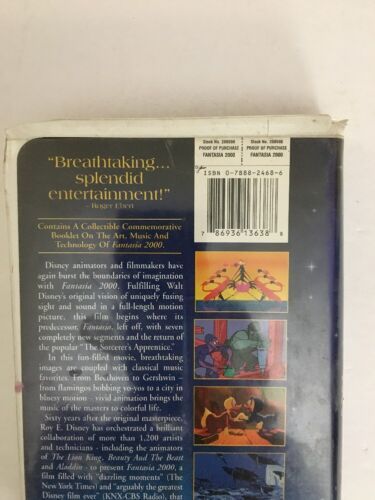 Stock No. 200598
PROOF OF PURCHASE
FANTASIA 2000
Stock No. 200598
PROOF OF PURCHASE
FANTASIA 2000
ISBN 0-7888-2468-6
7 86936 13638 8
“Breathtaking...
splendid
entertainment!”
– Roger Ebert
Contains A Collectible Commemorative
Booklet On The Art, Music And
Technology Of Fantasia 2000.
Disney animators and filmmakers have
again burst the boundaries of imagination
with Fantasia 2000. Fulfilling Walt
Disney's original vision of uniquely fusing
sight and sound in a full-length motion
picture, this film begins where its
predecessor, Fantasia, left off, with seven
completely new segments and the return of
the popular "The Sorcerer's Apprentice."
In this fun-filled movie, breathtaking
images are coupled with classical music
favorites. From Beethoven to Gershwin –
from flamingos bobbing yo-yos to a city in
bluesy motion – vivid animation brings the
music of the masters to colorful life.
Sixty years after the original masterpiece,
Roy E. Disney has orchestrated a brilliant
collaboration of more than 1,200 artists
and technicians - including the animators
of The Lion King, Beauty And The Beast
and Aladdin - to present Fantasia 2000, a
film filled with "dazzling moments" (The
New York Times) and "arguably the greatest
Disney film ever" (KNX-CBS Radio), that